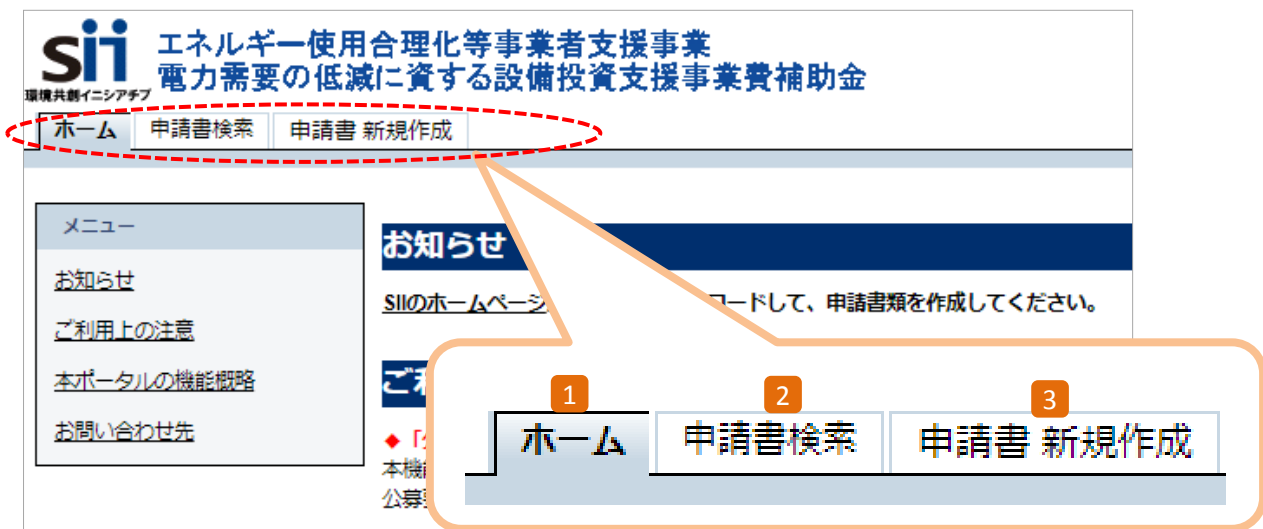 sii
環境共創イニシアチブ
エネルギー使用合理化等事業者支援事業
電力需要の低減に資する設備投資支援事業費補助金
ホーム 申請書検索 申請書 新規作成
メニュー
お知らせ
ご利用上の注意
本ポータルの機能概略
お問い合わせ先
お知らせ
SIIのホームページ ードして、申請書類を作成してください。
ご
◆「
本機
公募
1 2 3
ホーム 申請書検索 申請書 新規作成